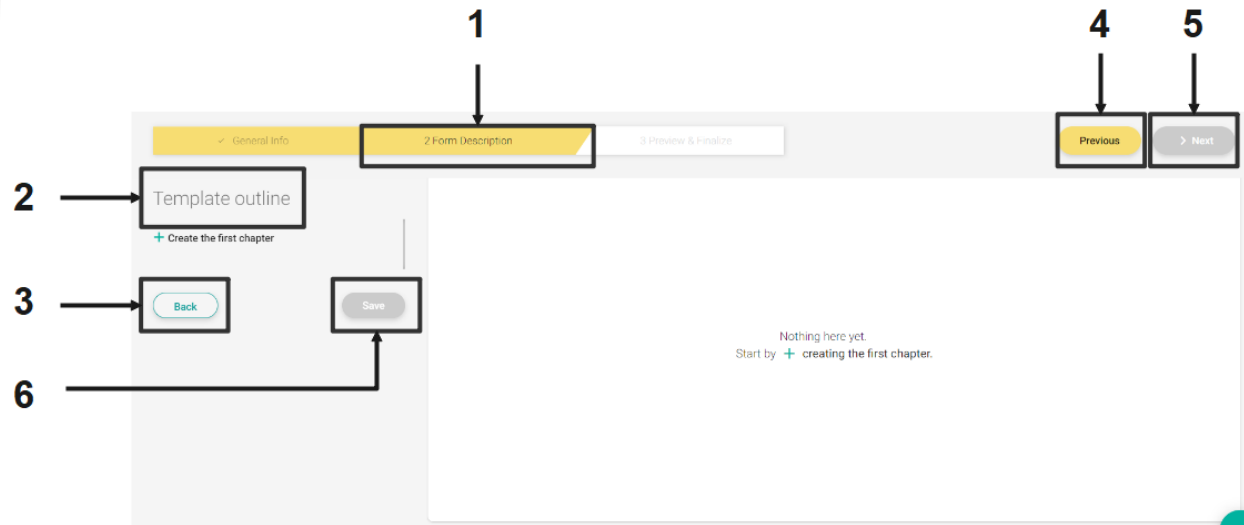 1
4
5
✓ General Info
2 Form Description
3 Preview & Finalize
Previous
> Next
2
Template outline
+ Create the first chapter
3
Back
Save
Nothing here yet.
Start by + creating the first chapter.
6